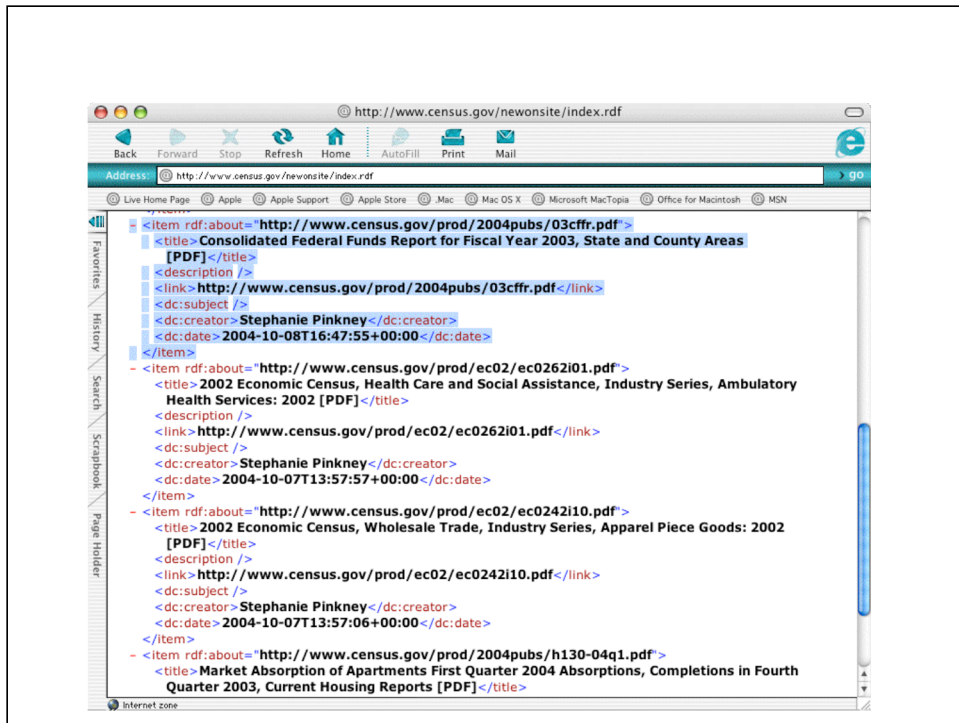 http://www.census.gov/newonsite/index.rdf
Back Forward Stop Refresh Home AutoFill Print Mail
Address: http://www.census.gov/newonsite/index.rdf go
Live Home Page Apple Apple Support Apple Store .Mac Mac OS X Microsoft MacTopia Office for Macintosh MSN
Favorites
History
Search
Scrapbook
Page Holder
</item>
- <item rdf:about="http://www.census.gov/prod/2004pubs/03cffr.pdf">
<title>Consolidated Federal Funds Report for Fiscal Year 2003, State and County Areas
[PDF]</title>
<description />
<link>http://www.census.gov/prod/2004pubs/03cffr.pdf</link>
<dc:subject />
<dc:creator>Stephanie Pinkney</dc:creator>
<dc:date>2004-10-08T16:47:55+00:00</dc:date>
</item>
- <item rdf:about="http://www.census.gov/prod/ec02/ec0262i01.pdf">
<title>2002 Economic Census, Health Care and Social Assistance, Industry Series, Ambulatory
Health Services: 2002 [PDF]</title>
<description />
<link>http://www.census.gov/prod/ec02/ec0262i01.pdf</link>
<dc:subject />
<dc:creator>Stephanie Pinkney</dc:creator>
<dc:date>2004-10-07T13:57:57+00:00</dc:date>
</item>
- <item rdf:about="http://www.census.gov/prod/ec02/ec0242i10.pdf">
<title>2002 Economic Census, Wholesale Trade, Industry Series, Apparel Piece Goods: 2002
[PDF]</title>
<description />
<link>http://www.census.gov/prod/ec02/ec0242i10.pdf</link>
<dc:subject />
<dc:creator>Stephanie Pinkney</dc:creator>
<dc:date>2004-10-07T13:57:06+00:00</dc:date>
</item>
- <item rdf:about="http://www.census.gov/prod/2004pubs/h130-04q1.pdf">
<title>Market Absorption of Apartments First Quarter 2004 Absorptions, Completions in Fourth
Quarter 2003, Current Housing Reports [PDF]</title>
Internet zone